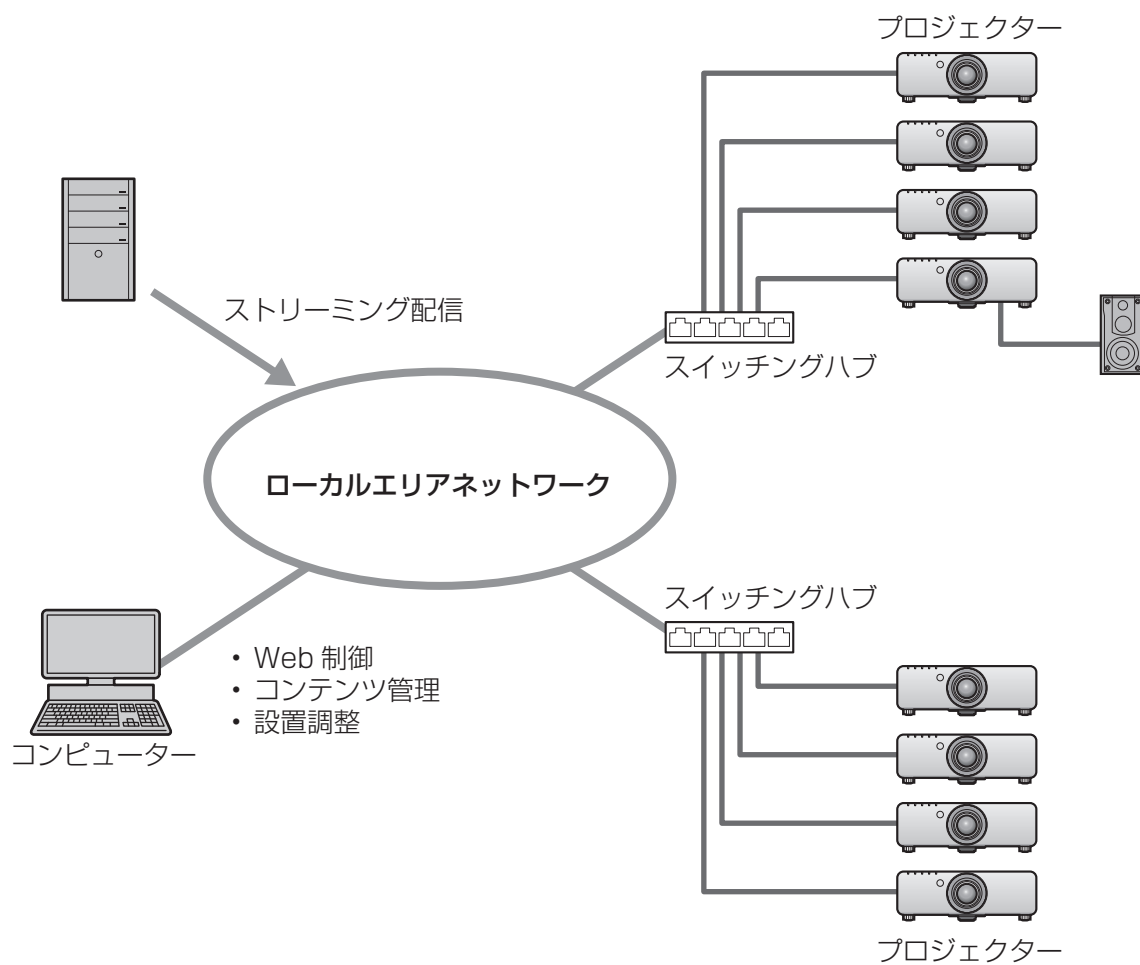 プロジェクター
ストリーミング配信
スイッチングハブ
ローカルエリアネットワーク
スイッチングハブ
・ Web 制御
・ コンテンツ管理
・ 設置調整
コンピューター
プロジェクター